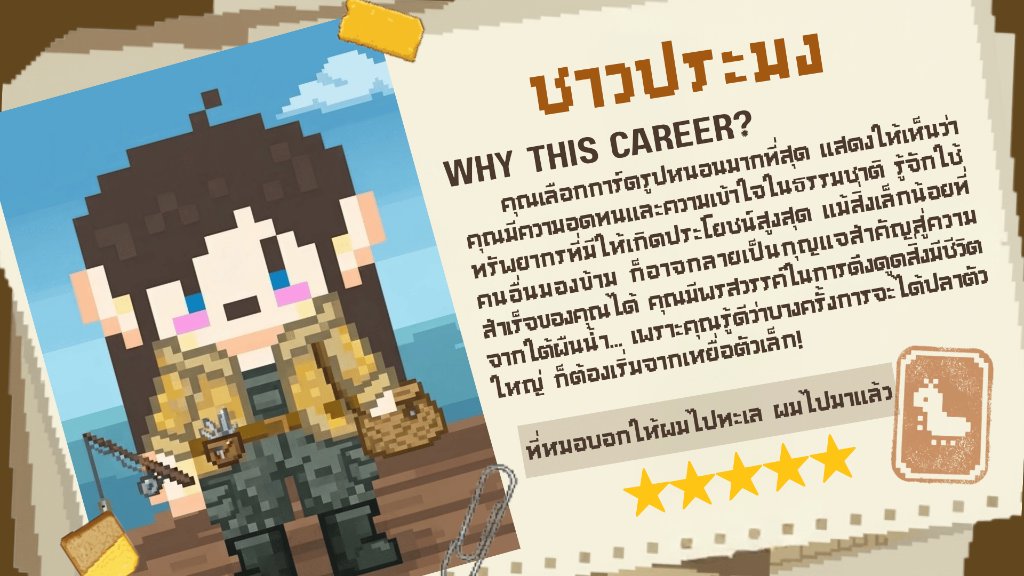 ชาวประมง
WHY THIS CAREER?
คุณเลือกการ์ดรูปหนอนมากที่สุด แสดงให้เห็นว่า
คุณมีความอดทนและความเข้าใจในธรรมชาติ รู้จักใช้
ทรัพยากรที่มีให้เกิดประโยชน์สูงสุด แม้สิ่งเล็กน้อยที่
คนอื่นมองข้าม ก็อาจกลายเป็นกุญแจสำคัญสู่ความ
สำเร็จของคุณได้ คุณมีพรสวรรค์ในการดึงดูดสิ่งมีชีวิต
จากใต้ผืนน้ำ... เพราะคุณรู้ดีว่าบางครั้งการจะได้ปลาตัว
ใหญ่ ก็ต้องเริ่มจากเหยื่อตัวเล็ก!
ที่หมอบอกให้ผมไปทะเล ผมไปมาแล้ว